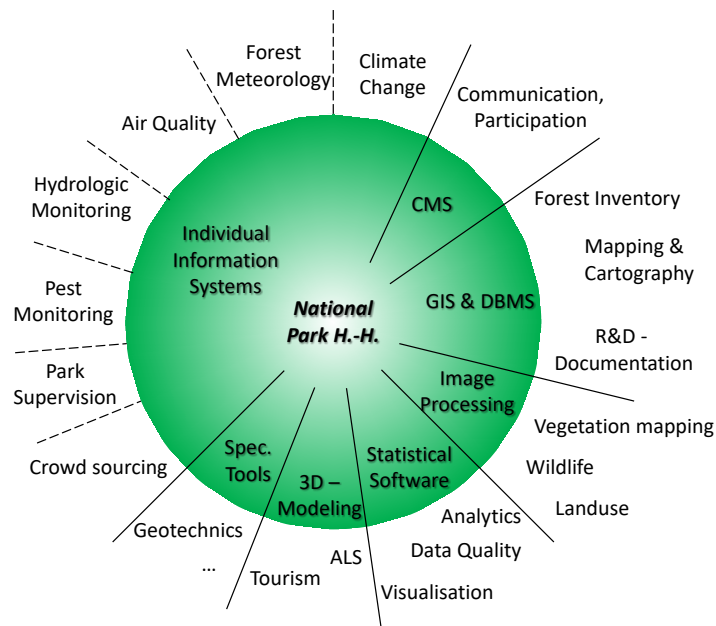 Forest
Meteorology
Climate
Change
Communication,
Participation
Air Quality
Hydrologic
Monitoring
CMS
Forest Inventory
Individual
Information
Systems
Mapping &
Cartography
Pest
Monitoring
National
Park H.-H.
GIS & DBMS
R&D -
Documentation
Park
Supervision
Image
Processing
Vegetation mapping
Crowd sourcing
Spec.
Tools
3D –
Modeling
Statistical
Software
Wildlife
Landuse
Geotechnics
...
Tourism
ALS
Analytics
Data Quality
Visualisation